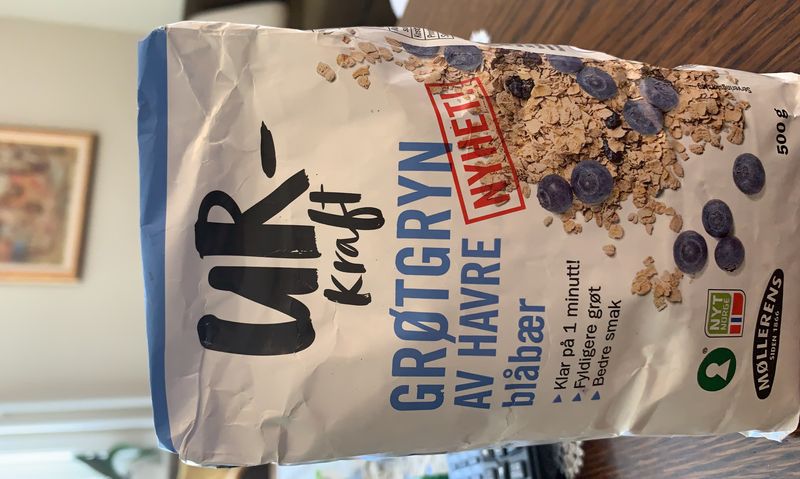 UR-
kraft
GRØTGRYN
AV HAVRE
blåbær
NYHET!
Klar på 1 minutt!
Fyldigere grøt
Bedre smak
NYT
NORGE
MØLLERENS
SIDEN 1866
500 g